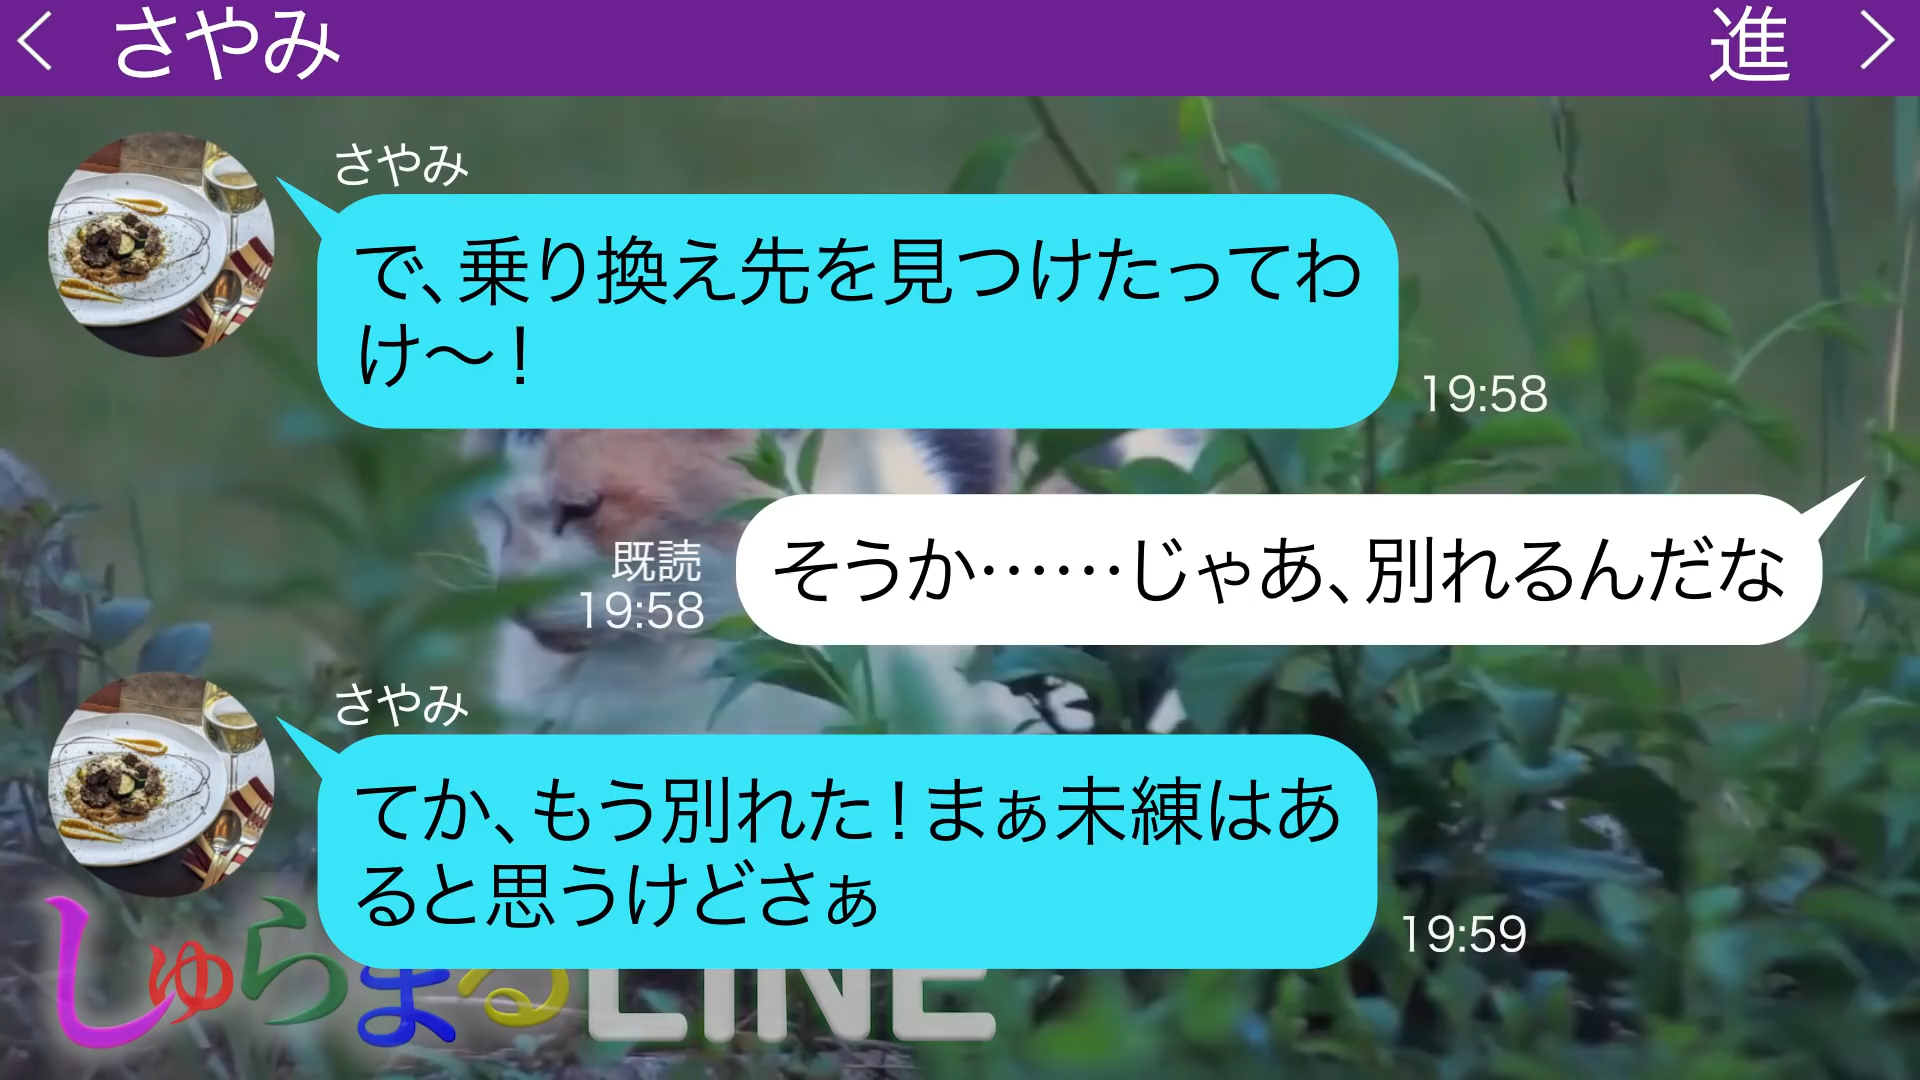 さやみ
進
さやみ
で、乗り換え先を見つけたってわ
け〜！
19:58
そうか……じゃあ、別れるんだな
既読
19:58
さやみ
てか、もう別れた！まぁ未練はあ
ると思うけどさぁ
19:59
しゅらまるLINE